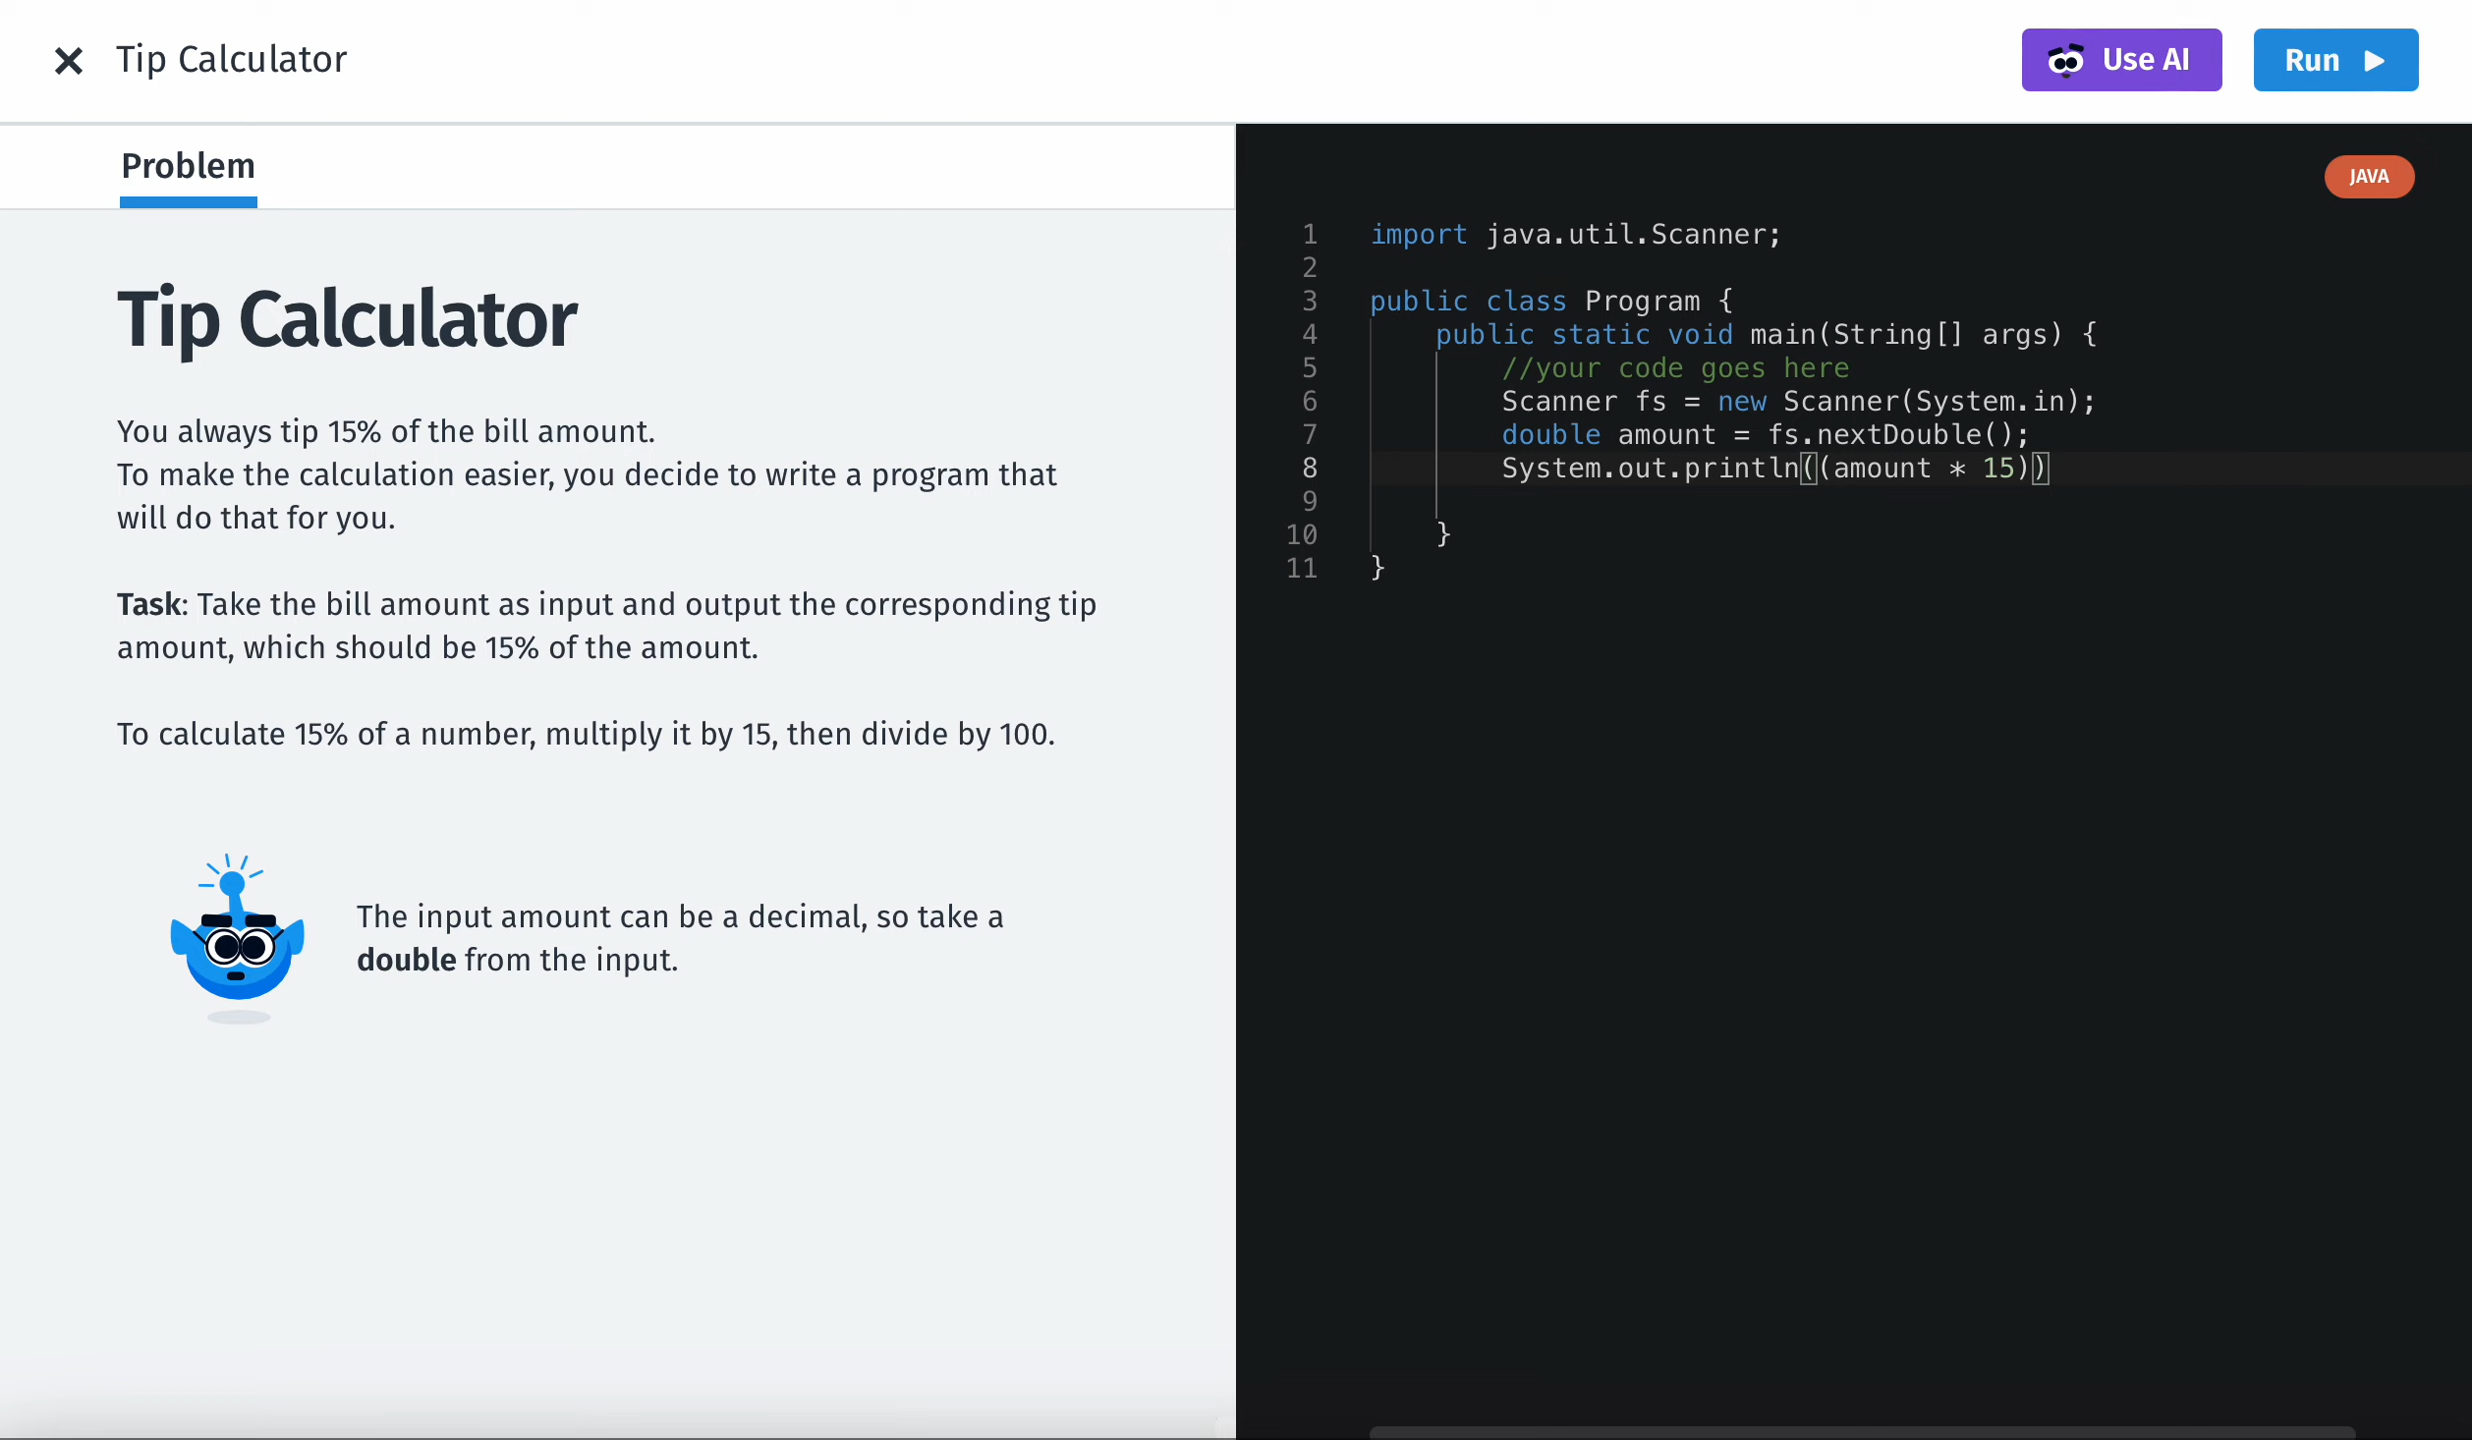 Tip Calculator
Use AI
Run
Problem
Tip Calculator
You always tip 15% of the bill amount.
To make the calculation easier, you decide to write a program that
will do that for you.
Task: Take the bill amount as input and output the corresponding tip
amount, which should be 15% of the amount.
To calculate 15% of a number, multiply it by 15, then divide by 100.
The input amount can be a decimal, so take a
double from the input.
JAVA
1 import java.util.Scanner;
2
3 public class Program {
4 public static void main(String[] args) {
5 //your code goes here
6 Scanner fs = new Scanner(System.in);
7 double amount = fs.nextDouble();
8 System.out.println((amount * 15))
9
10 }
11 }